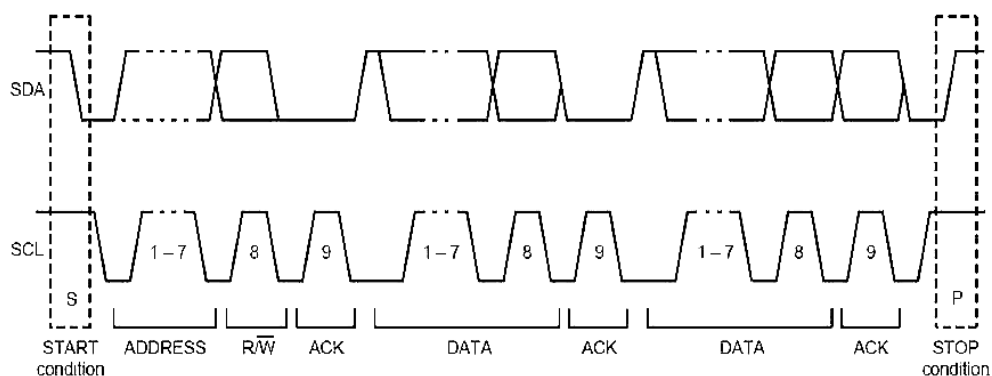 SDA
SCL
1 – 7 8 9 1 – 7 8 9 1 – 7 8 9
S P
START condition ADDRESS R/W̅ ACK DATA ACK DATA ACK STOP condition